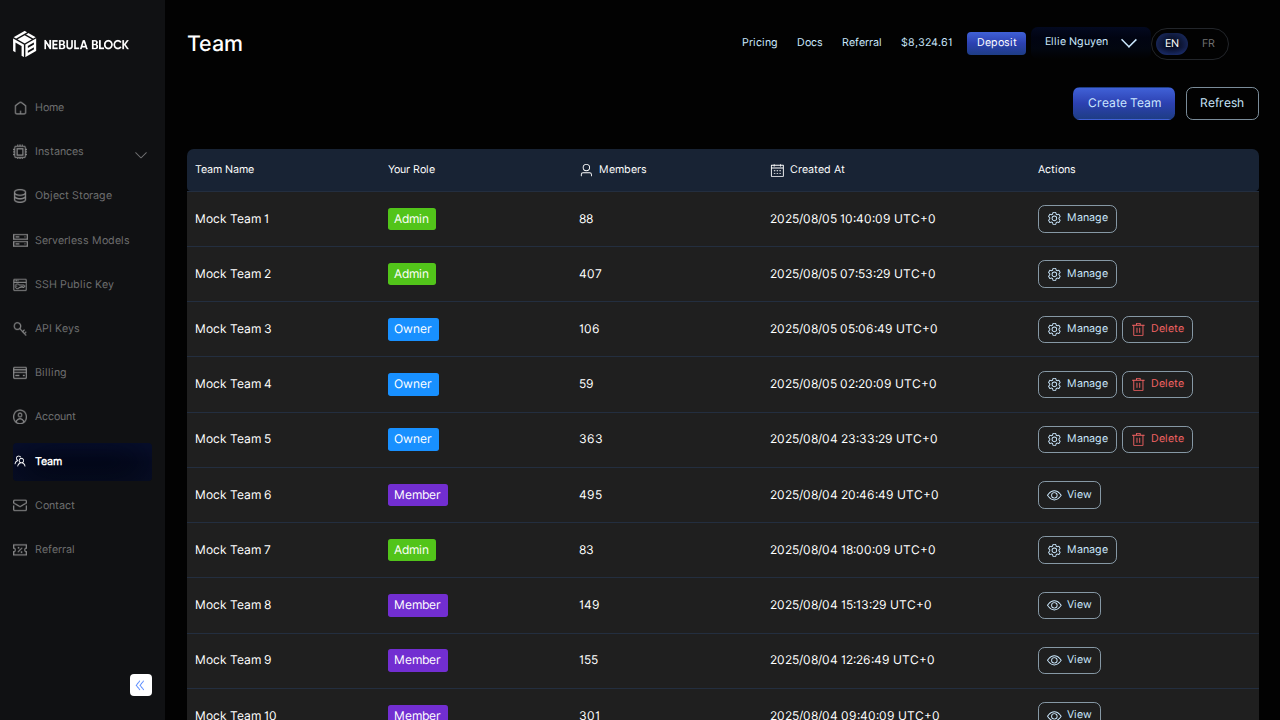 NEBULA BLOCK
Home
Instances
Object Storage
Serverless Models
SSH Public Key
API Keys
Billing
Account
Team
Contact
Referral
Team
Pricing Docs Referral $8,324.61 Deposit Ellie Nguyen EN FR
Create Team Refresh
Team Name Your Role Members Created At Actions
Mock Team 1 Admin 88 2025/08/05 10:40:09 UTC+0 Manage
Mock Team 2 Admin 407 2025/08/05 07:53:29 UTC+0 Manage
Mock Team 3 Owner 106 2025/08/05 05:06:49 UTC+0 Manage Delete
Mock Team 4 Owner 59 2025/08/05 02:20:09 UTC+0 Manage Delete
Mock Team 5 Owner 363 2025/08/04 23:33:29 UTC+0 Manage Delete
Mock Team 6 Member 495 2025/08/04 20:46:49 UTC+0 View
Mock Team 7 Admin 83 2025/08/04 18:00:09 UTC+0 Manage
Mock Team 8 Member 149 2025/08/04 15:13:29 UTC+0 View
Mock Team 9 Member 155 2025/08/04 12:26:49 UTC+0 View
Mock Team 10 Member 301 2025/08/04 09:40:09 UTC+0 View